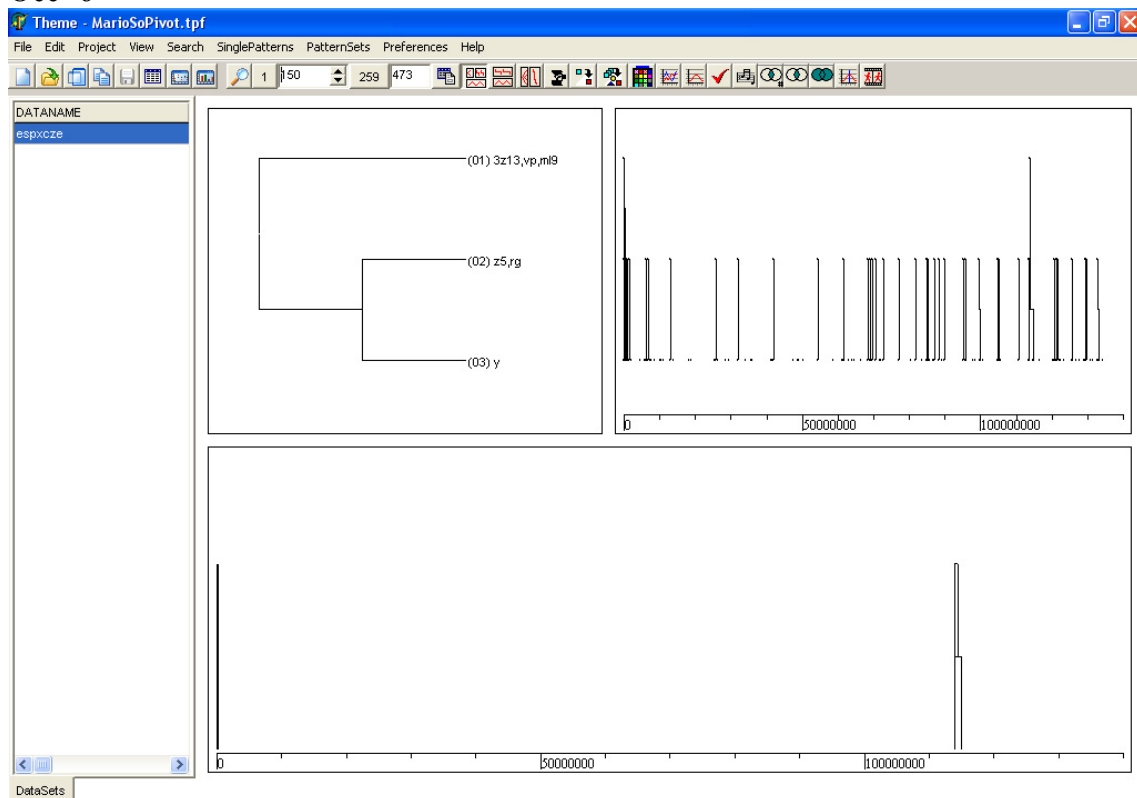 Theme - MarioSoPivot.tpf
File Edit Project View Search SinglePatterns PatternSets Preferences Help
1 150 259 473
DATANAME
espxcze
(01) 3z13,vp,ml9
(02) z5,rg
(03) y
0 50000000 100000000
0 50000000 100000000
DataSets